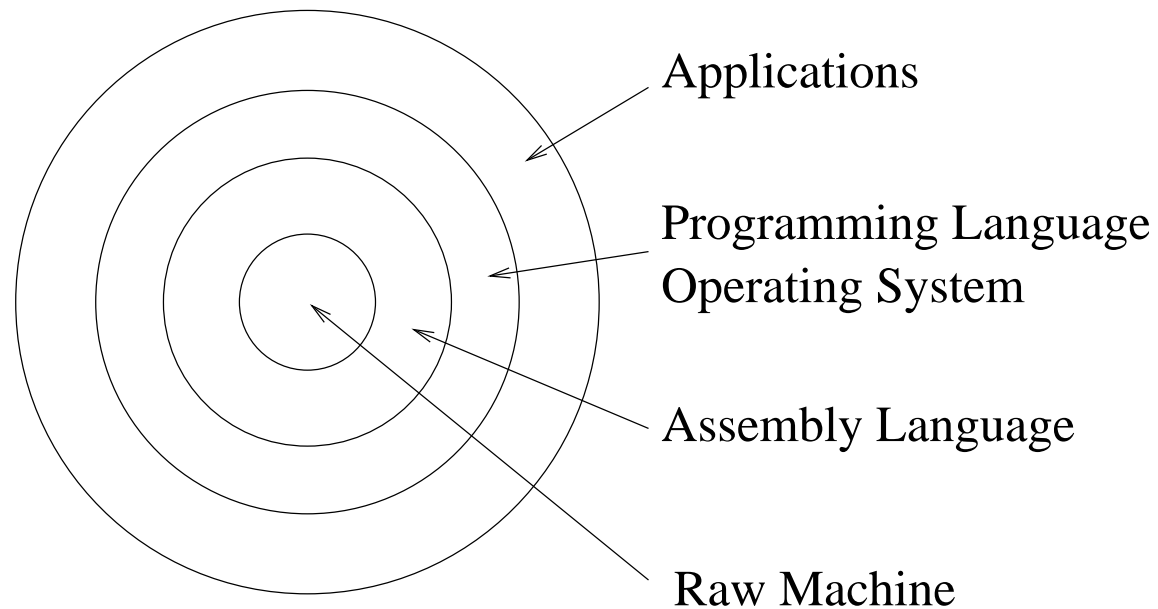 Applications
Programming Language
Operating System
Assembly Language
Raw Machine